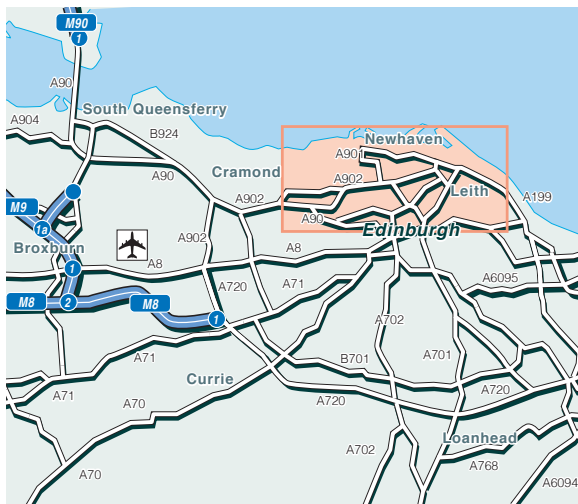 M90
1
A90
South Queensferry
A904
B924
Newhaven
A901
Cramond
A90
A902
A902
Leith
A199
M9
1a
A90
Edinburgh
Broxburn
A902
A8
1
A8
A6095
A720
A71
M8
2
M8
1
A702
A701
A71
B701
Currie
A71
A70
A720
A720
Loanhead
A702
A768
A70
A6094